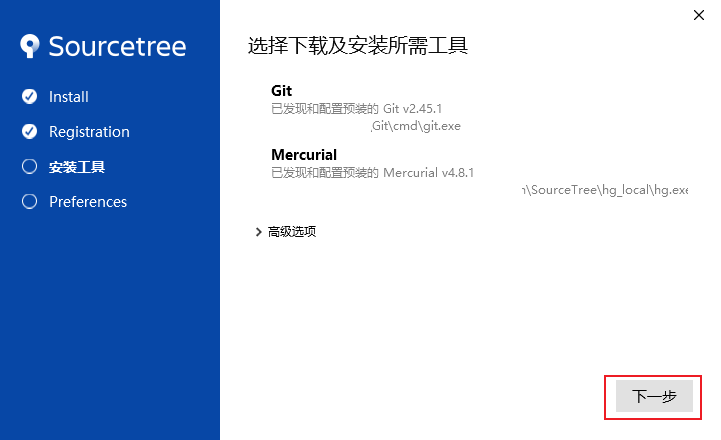 Sourcetree
Install
Registration
安装工具
Preferences
选择下载及安装所需工具
Git
已发现和配置预装的 Git v2.45.1
Git\cmd\git.exe
Mercurial
已发现和配置预装的 Mercurial v4.8.1
\SourceTree\hg_local\hg.exe
高级选项
下一步